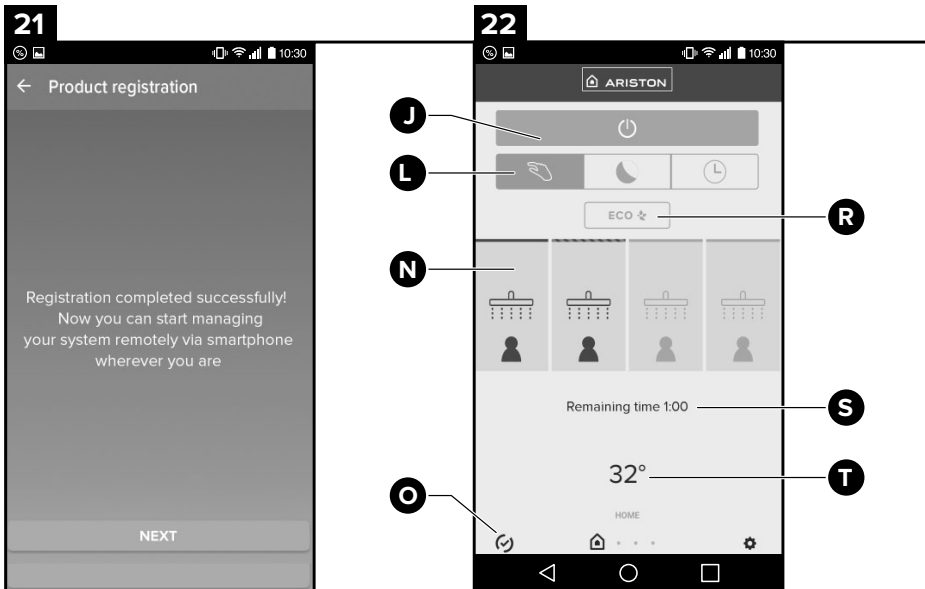 21
10:30
Product registration
Registration completed successfully!
Now you can start managing
your system remotely via smartphone
wherever you are
NEXT
22
10:30
ARISTON
J
L
ECO
R
N
Remaining time 1:00
S
32°
T
O
HOME